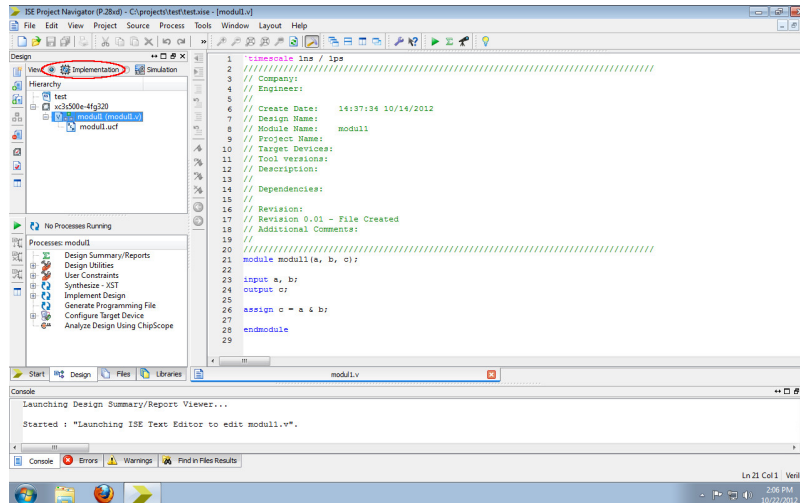 ISE Project Navigator (P.28xd) - C:\projects\test\test.xise - [modul1.v]
File Edit View Project Source Process Tools Window Layout Help
Design
View: Implementation Simulation
Hierarchy
test
xc3s500e-4fg320
modul1 (modul1.v)
modul1.ucf
No Processes Running
Processes: modul1
Design Summary/Reports
Design Utilities
User Constraints
Synthesize - XST
Implement Design
Generate Programming File
Configure Target Device
Analyze Design Using ChipScope
Start Design Files Libraries
1 `timescale 1ns / 1ps
2 //////////////////////////////////////////////////////////////////////////////////
3 // Company:
4 // Engineer:
5 //
6 // Create Date: 14:37:34 10/14/2012
7 // Design Name:
8 // Module Name: modul1
9 // Project Name:
10 // Target Devices:
11 // Tool versions:
12 // Description:
13 //
14 // Dependencies:
15 //
16 // Revision:
17 // Revision 0.01 - File Created
18 // Additional Comments:
19 //
20 //////////////////////////////////////////////////////////////////////////////////
21 module modul1(a, b, c);
22
23 input a, b;
24 output c;
25
26 assign c = a & b;
27
28 endmodule
29
modul1.v
Console
Launching Design Summary/Report Viewer...
Started : "Launching ISE Text Editor to edit modul1.v".
Console Errors Warnings Find in Files Results
Ln 21 Col 1 Veril
2:06 PM
10/22/2012